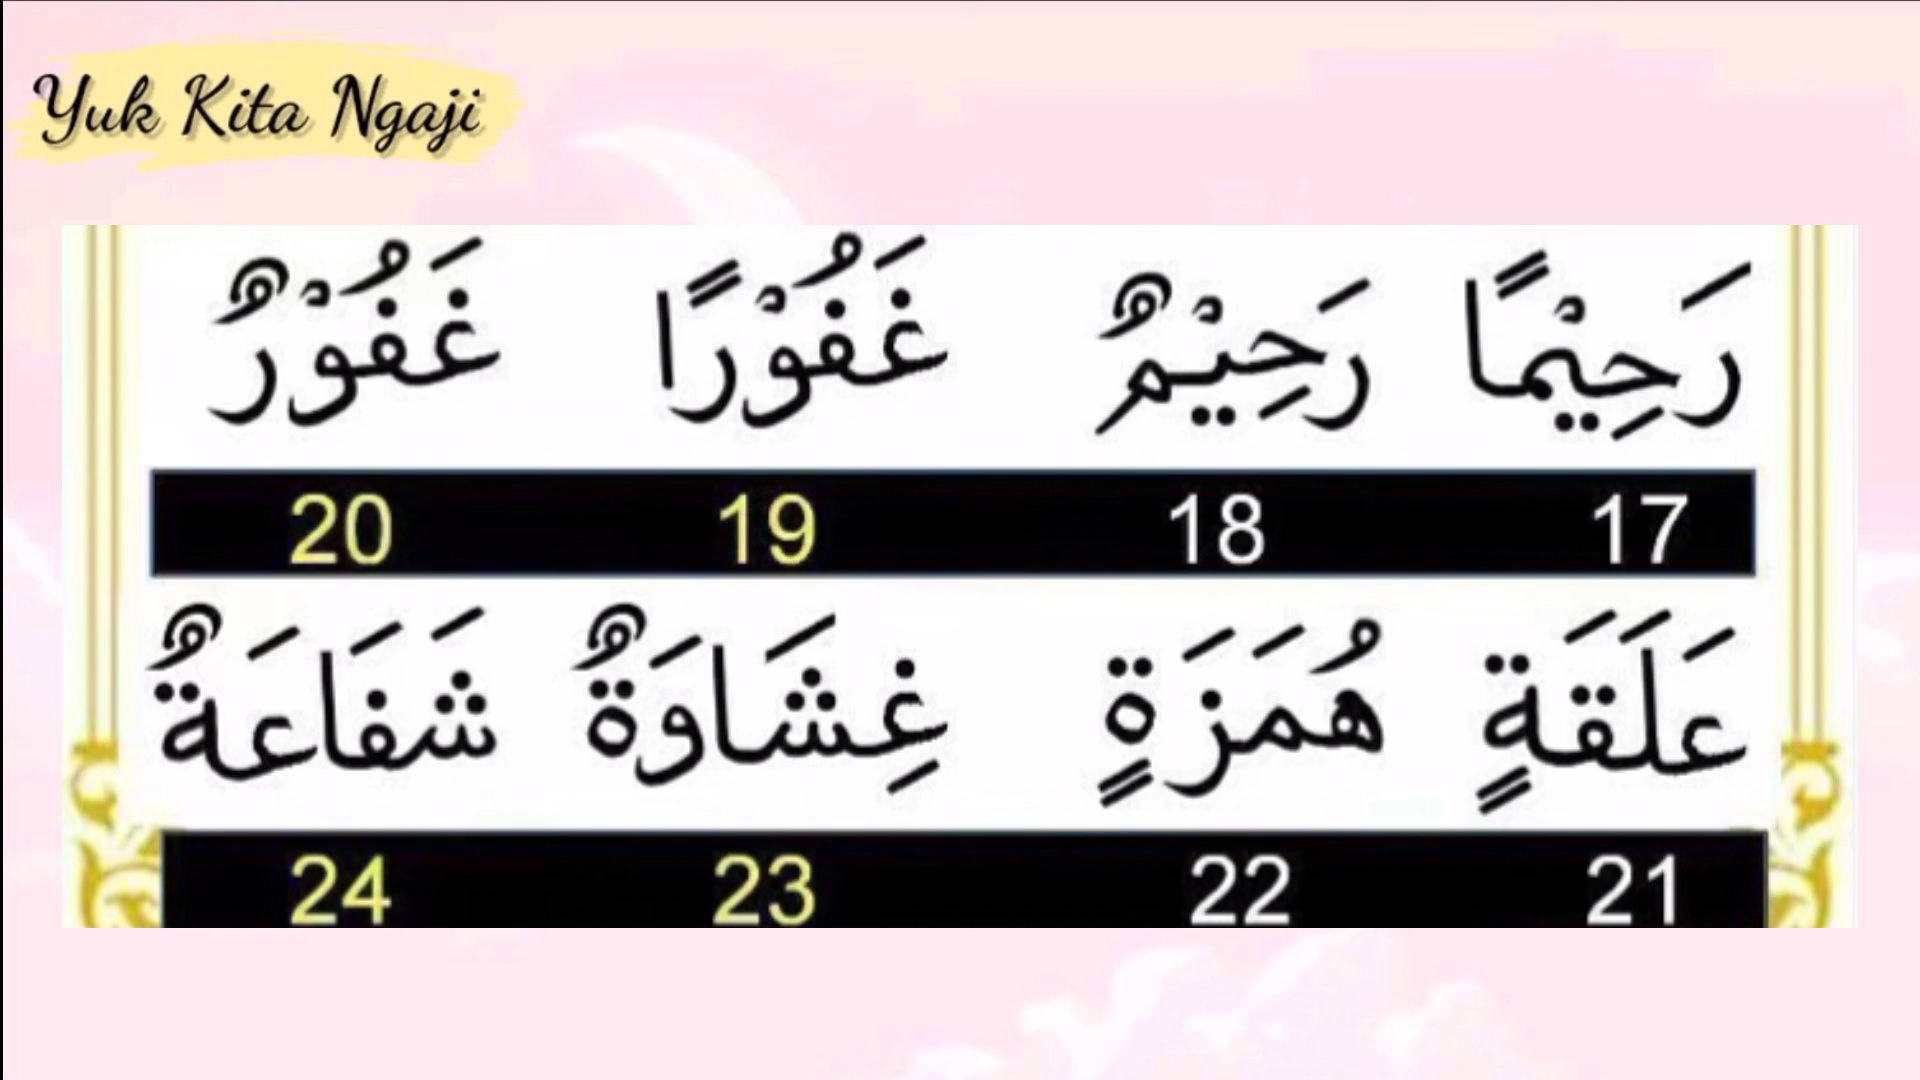 Yuk Kita Ngaji
رَحِيْمًا رَحِيْمٌ غَفُوْرًا غَفُوْرٌ
17 18 19 20
عَلَقَةٍ هُمَزَةٍ غِشَاوَةٌ شَفَاعَةٌ
21 22 23 24